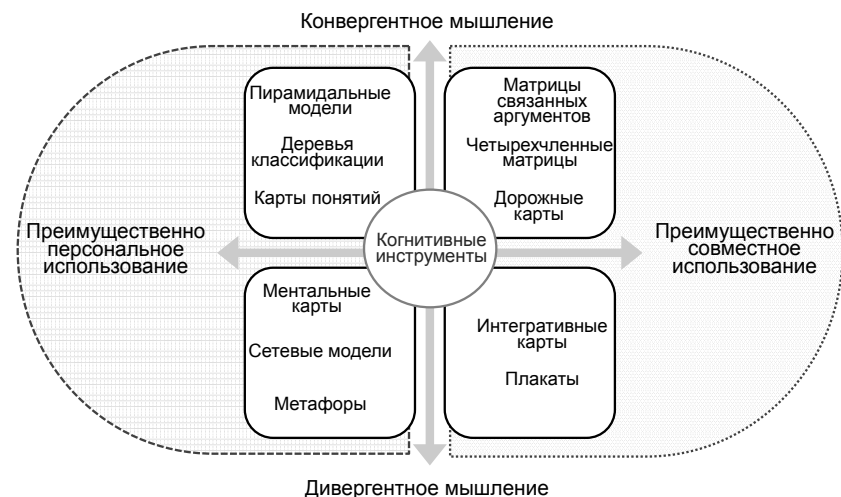 Конвергентное мышление
Пирамидальные
модели
Деревья
классификации
Карты понятий
Матрицы
связанных
аргументов
Четырехчленные
матрицы
Дорожные
карты
Преимущественно
персональное
использование
Когнитивные
инструменты
Преимущественно
совместное
использование
Ментальные
карты
Сетевые модели
Метафоры
Интегративные
карты
Плакаты
Дивергентное мышление